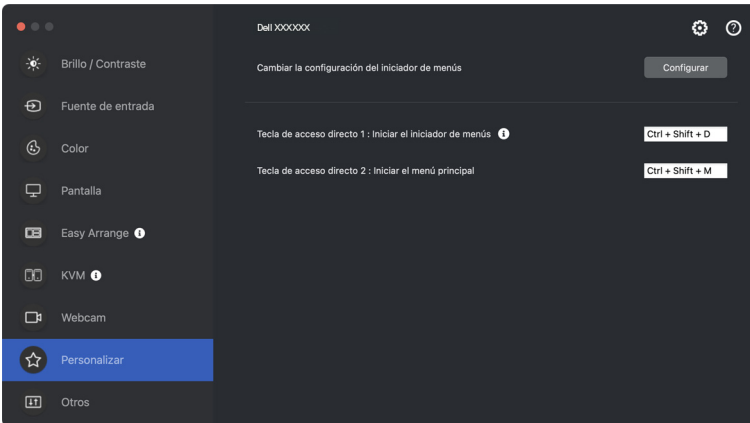 Dell XXXXXX
Brillo / Contraste
Cambiar la configuración del iniciador de menús
Configurar
Fuente de entrada
Tecla de acceso directo 1 : Iniciar el iniciador de menús
Ctrl + Shift + D
Color
Tecla de acceso directo 2 : Iniciar el menú principal
Ctrl + Shift + M
Pantalla
Easy Arrange
KVM
Webcam
Personalizar
Otros